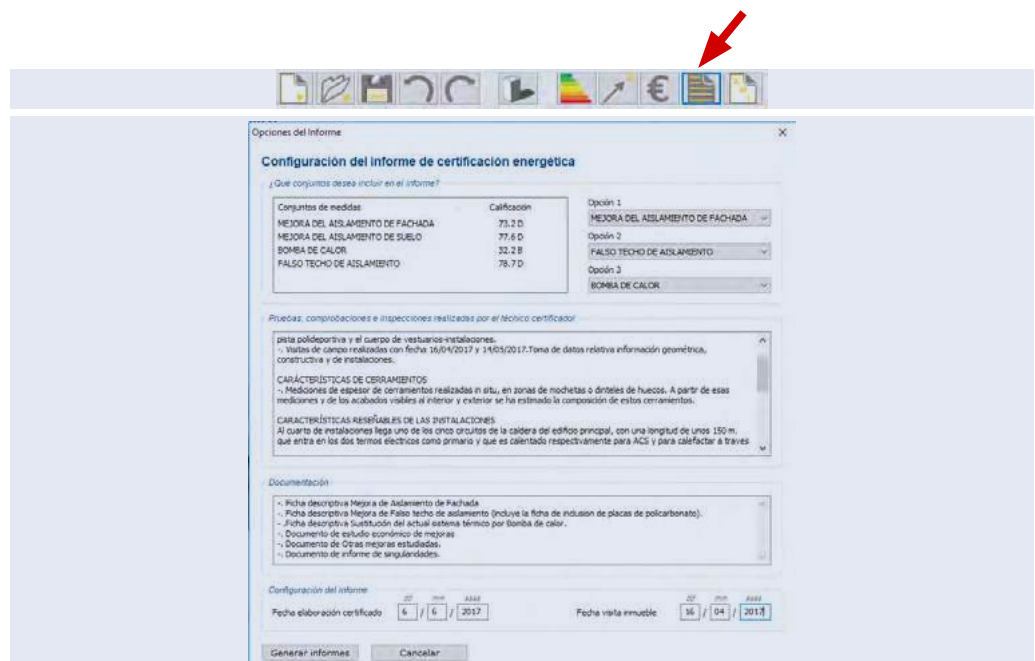 €
Opciones del Informe
Configuración del informe de certificación energética
¿Que conjuntos desea incluir en el informe?
Conjuntos de medidas Calificación
MEJORA DEL AISLAMIENTO DE FACHADA 73.2 D
MEJORA DEL AISLAMIENTO DE SUELO 77.6 D
BOMBA DE CALOR 32.2 B
FALSO TECHO DE AISLAMIENTO 78.7 D
Opción 1
MEJORA DEL AISLAMIENTO DE FACHADA
Opción 2
FALSO TECHO DE AISLAMIENTO
Opción 3
BOMBA DE CALOR
Pruebas, comprobaciones e inspecciones realizadas por el técnico certificador
pista polideportiva y el cuerpo de vestuarios-instalaciones.
-. Visitas de campo realizadas con fecha 16/04/2017 y 14/05/2017.Toma de datos relativa información geométrica,
constructiva y de instalaciones.
CARÁCTERÍSTICAS DE CERRAMIENTOS
-. Mediciones de espesor de cerramientos realizadas in situ, en zonas de mochetas o dinteles de huecos. A partir de esas
mediciones y de los acabados visibles al interior y exterior se ha estimado la composición de estos cerramientos.
CARACTERÍSTICAS RESEÑABLES DE LAS INSTALACIONES
Al cuarto de instalaciones llega uno de los cinco circuitos de la caldera del edificio principal, con una longitud de unos 150 m.
que entra en los dos termos electricos como primario y que es calentado respectivamente para ACS y para calefactar a traves
Documentación
-. Ficha descriptiva Mejora de Aislamiento de Fachada
-. Ficha descriptiva Mejora de Falso techo de aislamiento (incluye la ficha de inclusion de placas de policarbonato).
-.Ficha descriptiva Sustitución del actual sistema térmico por Bomba de calor.
-. Documento de estudio económico de mejoras
-. Documento de Otras mejoras estudiadas.
-. Documento de informe de singularidades.
Configuración del informe
dd mm aaaa dd mm aaaa
Fecha elaboración certificado 6 / 6 / 2017 Fecha visita inmueble 16 / 04 / 2017
Generar informes Cancelar